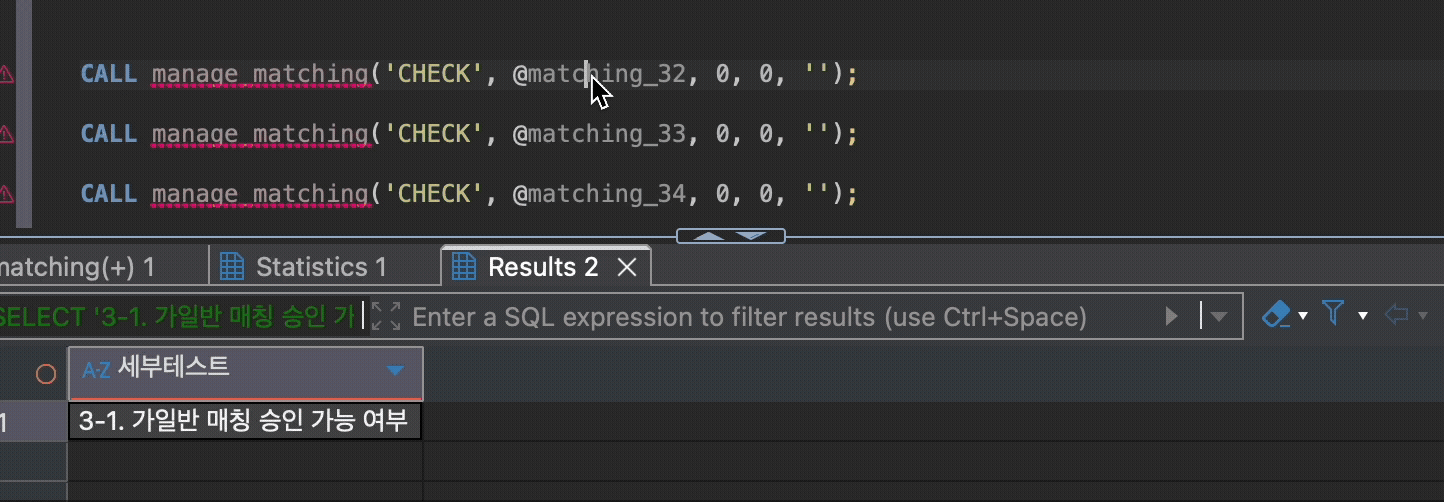 CALL manage_matching('CHECK', @matching_32, 0, 0, '');
CALL manage_matching('CHECK', @matching_33, 0, 0, '');
CALL manage_matching('CHECK', @matching_34, 0, 0, '');
matching(+) 1 Statistics 1 Results 2
SELECT '3-1. 가일반 매칭 승인 가 Enter a SQL expression to filter results (use Ctrl+Space)
A-Z 세부테스트
1 3-1. 가일반 매칭 승인 가능 여부